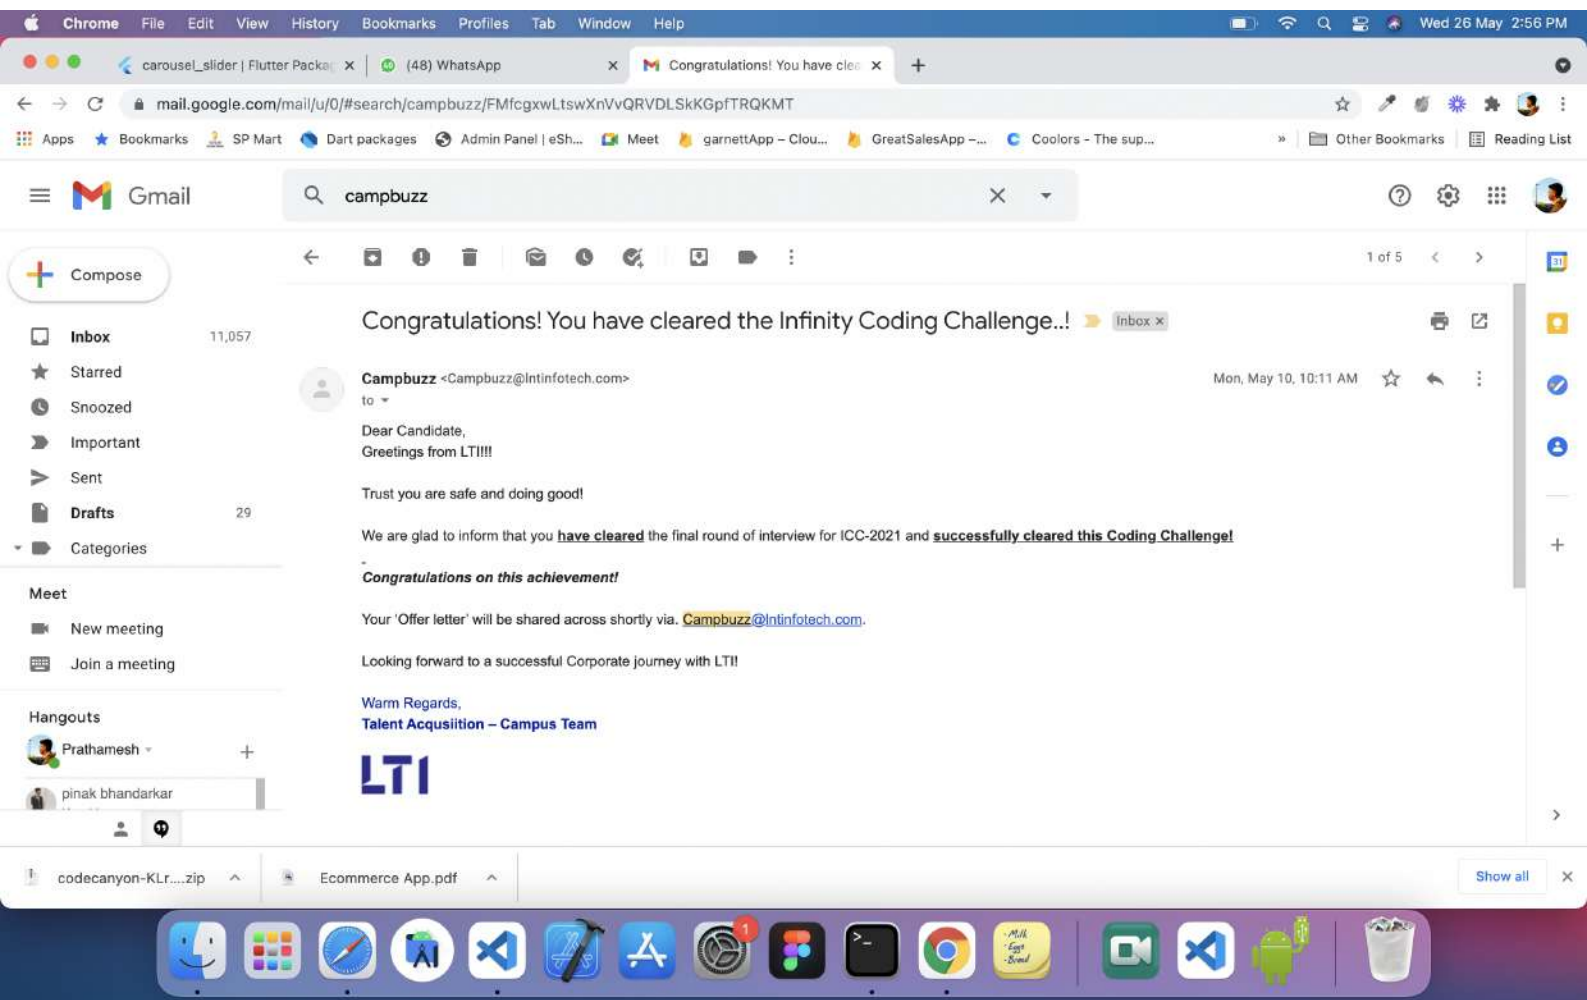 Chrome File Edit View History Bookmarks Profiles Tab Window Help Wed 26 May 2:56 PM
carousel_slider | Flutter Packag (48) WhatsApp Congratulations! You have clea
mail.google.com/mail/u/0/#search/campbuzz/FMfcgxwLtswXnVvQRVDLSkKGpfTRQKMT
Apps Bookmarks SP Mart Dart packages Admin Panel | eSh... Meet garnettApp – Clou... GreatSalesApp –... Coolors - The sup... » Other Bookmarks Reading List
Gmail campbuzz
Compose 1 of 5 31
Congratulations! You have cleared the Infinity Coding Challenge..! Inbox ×
Inbox 11,057
Starred
Snoozed
Important
Sent
Drafts 29
Categories
Campbuzz <Campbuzz@lntinfotech.com> Mon, May 10, 10:11 AM
to
Dear Candidate,
Greetings from LTI!!!
Trust you are safe and doing good!
We are glad to inform that you have cleared the final round of interview for ICC-2021 and successfully cleared this Coding Challenge!
Congratulations on this achievement!
Your 'Offer letter' will be shared across shortly via. Campbuzz@lntinfotech.com.
Looking forward to a successful Corporate journey with LTI!
Warm Regards,
Talent Acqusiition – Campus Team
LTI
Meet
New meeting
Join a meeting
Hangouts
Prathamesh
pinak bhandarkar
codecanyon-KLr....zip Ecommerce App.pdf Show all
1
-Milk
-Eggs
-Bread